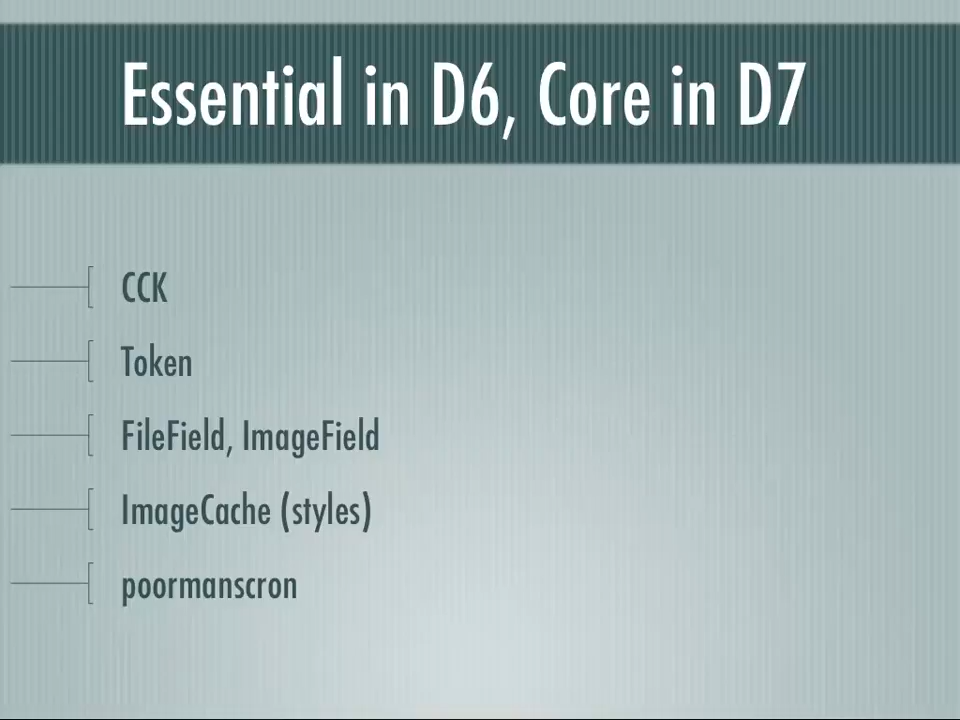 Essential in D6, Core in D7
CCK
Token
FileField, ImageField
ImageCache (styles)
poormanscron